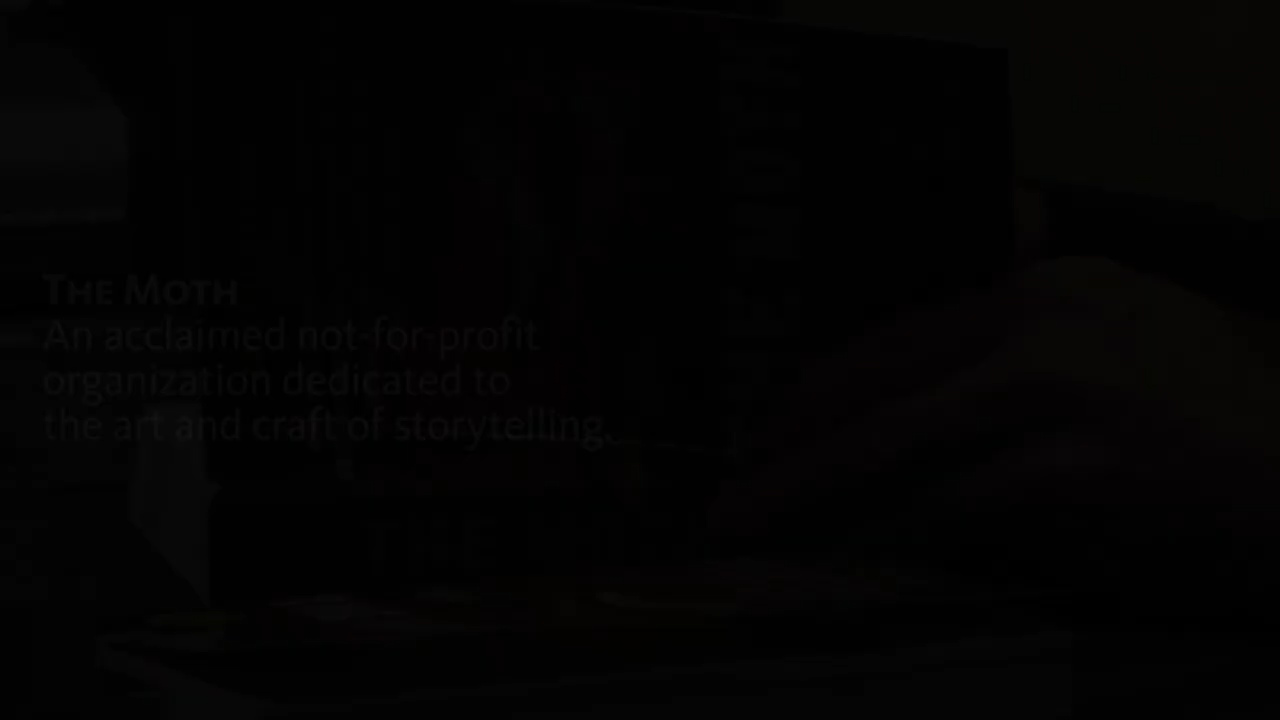 THE MOTH
An acclaimed not-for-profit
organization dedicated to
the art and craft of storytelling.